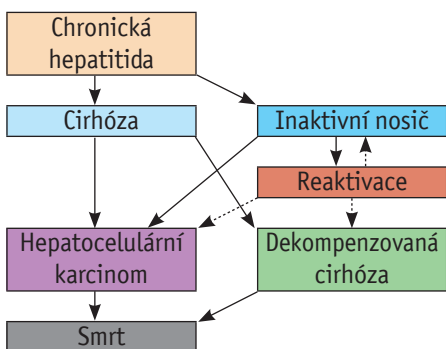 Chronická
hepatitida
Cirhóza
Inaktivní nosič
Reaktivace
Hepatocelulární
karcinom
Dekompenzovaná
cirhóza
Smrt